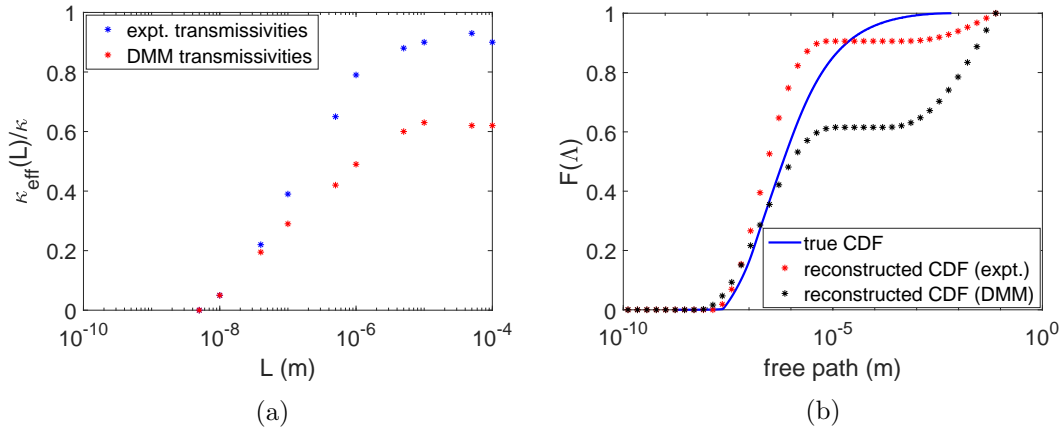 1
0.8
0.6
0.4
0.2
0
κ_eff(L)/κ
expt. transmissivities
DMM transmissivities
10^-10
10^-8
10^-6
10^-4
L (m)
(a)
1
0.8
0.6
0.4
0.2
0
F(Λ)
true CDF
reconstructed CDF (expt.)
reconstructed CDF (DMM)
10^-10
10^-5
10^0
free path (m)
(b)